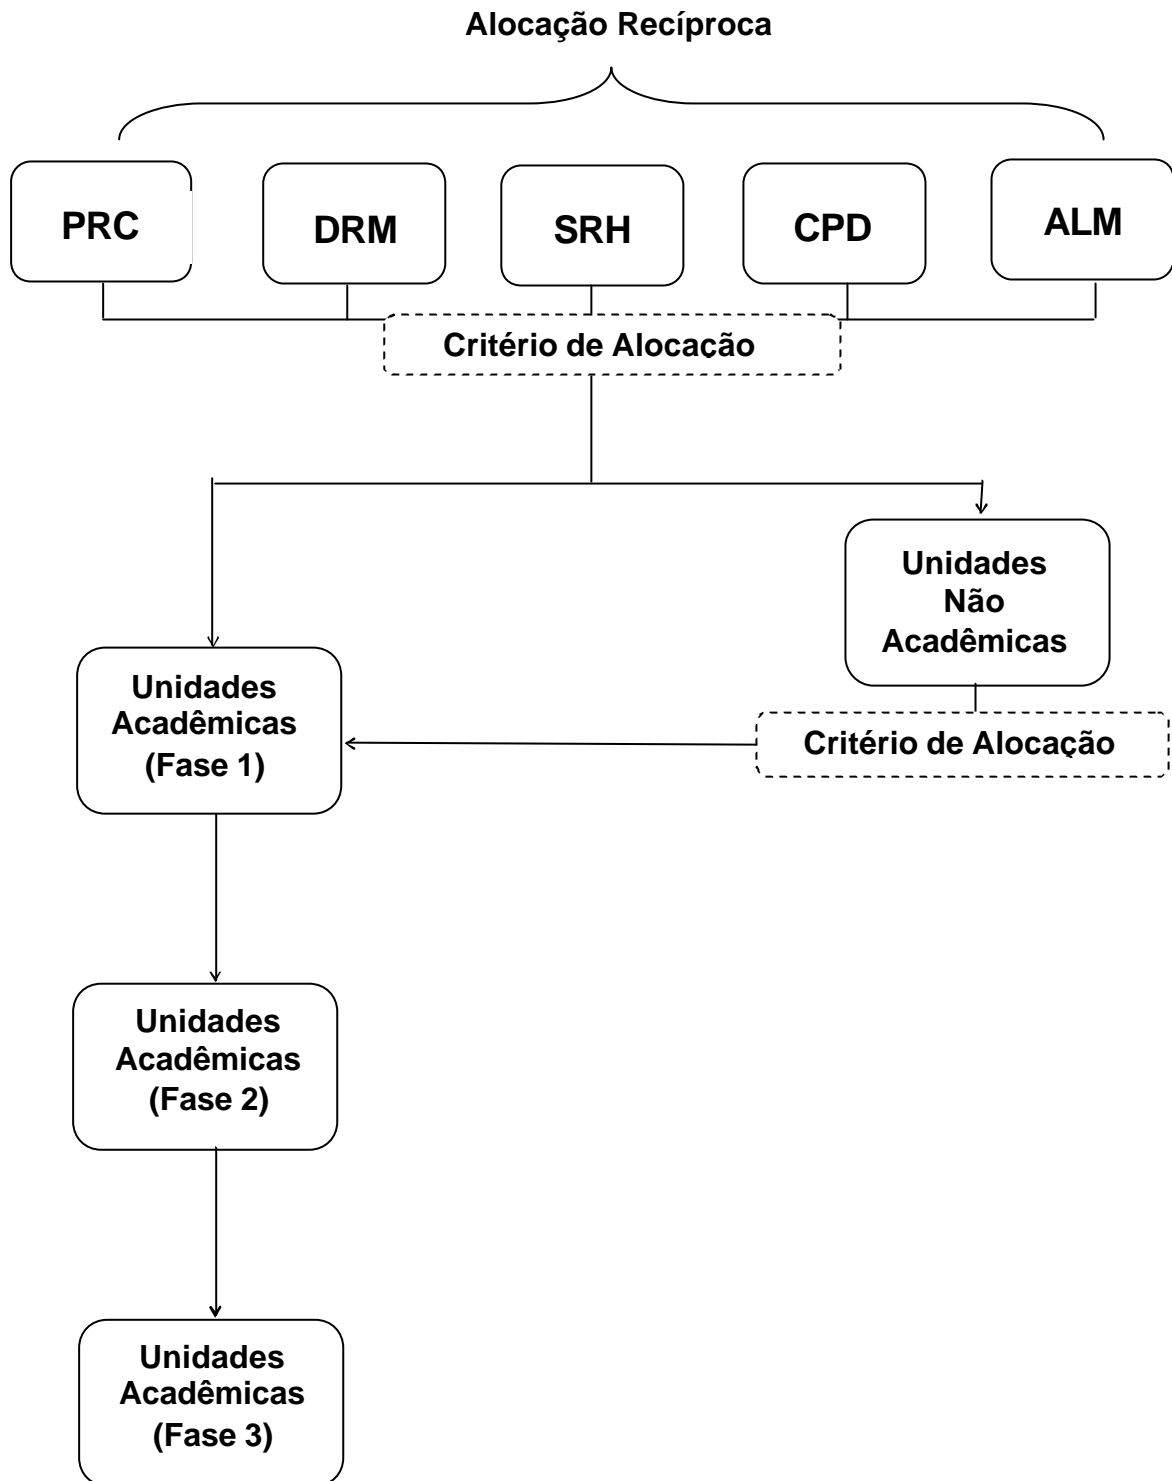 Alocação Recíproca
PRC
DRM
SRH
CPD
ALM
Critério de Alocação
Unidades
Não
Acadêmicas
Unidades
Acadêmicas
(Fase 1)
Critério de Alocação
Unidades
Acadêmicas
(Fase 2)
Unidades
Acadêmicas
(Fase 3)